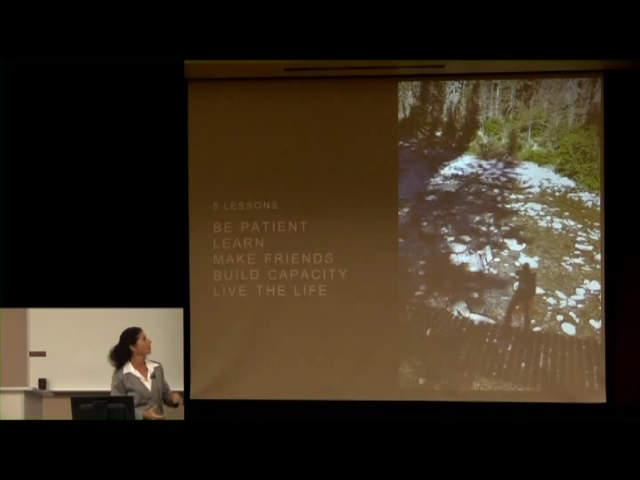 5 LESSONS
BE PATIENT
LEARN
MAKE FRIENDS
BUILD CAPACITY
LIVE THE LIFE